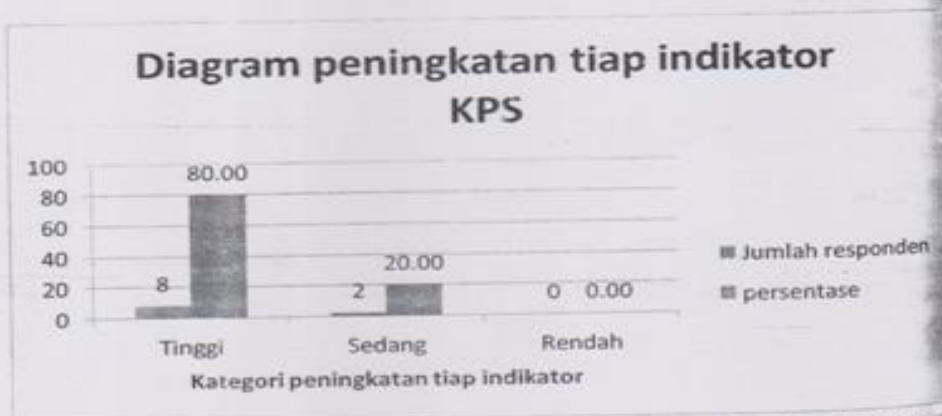 Diagram peningkatan tiap indikator
KPS
100
80
60
40
20
0
80.00
8
20.00
2
0 0.00
Tinggi Sedang Rendah
Kategori peningkatan tiap indikator
Jumlah responden
persentase